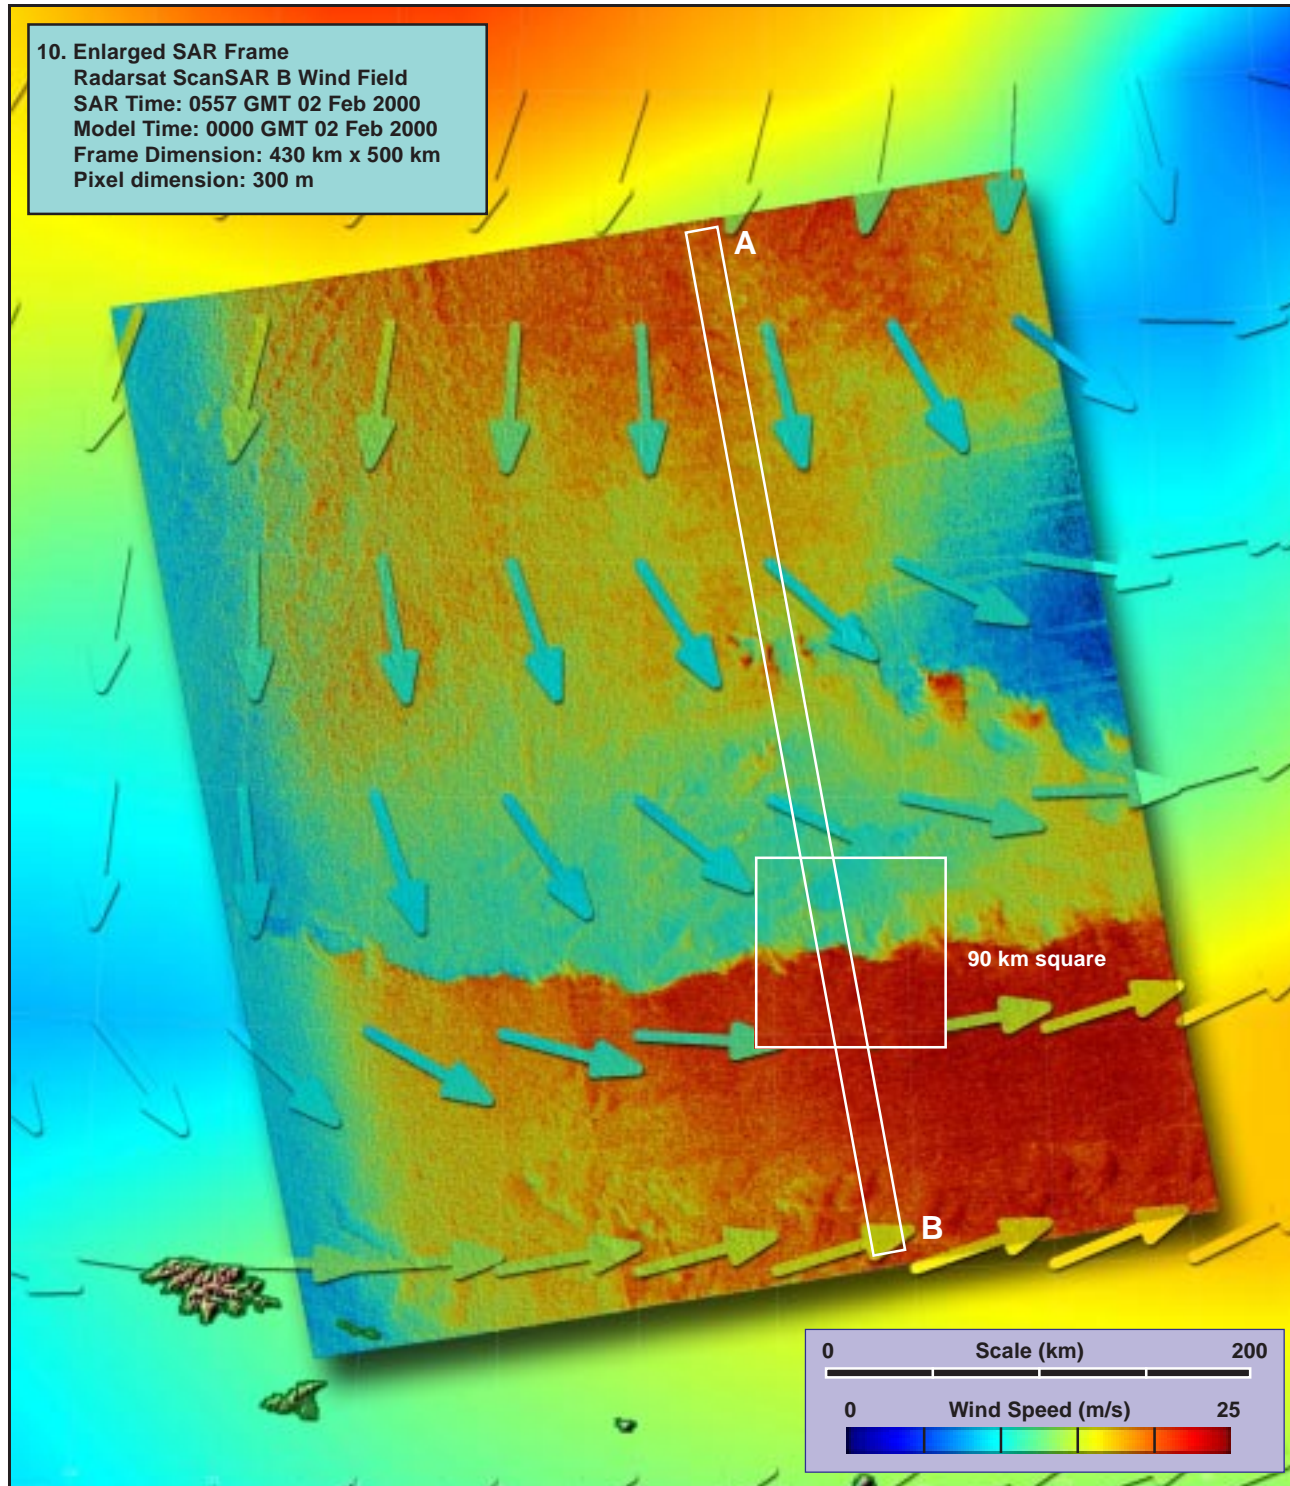 10. Enlarged SAR Frame
Radarsat ScanSAR B Wind Field
SAR Time: 0557 GMT 02 Feb 2000
Model Time: 0000 GMT 02 Feb 2000
Frame Dimension: 430 km x 500 km
Pixel dimension: 300 m
A
90 km square
B
0 Scale (km) 200
0 Wind Speed (m/s) 25